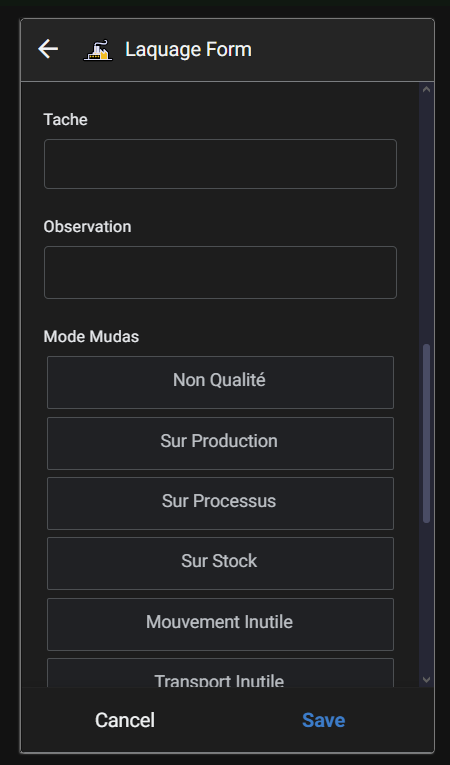 Laquage Form
Tache
Observation
Mode Mudas
Non Qualité
Sur Production
Sur Processus
Sur Stock
Mouvement Inutile
Transport Inutile
Cancel
Save